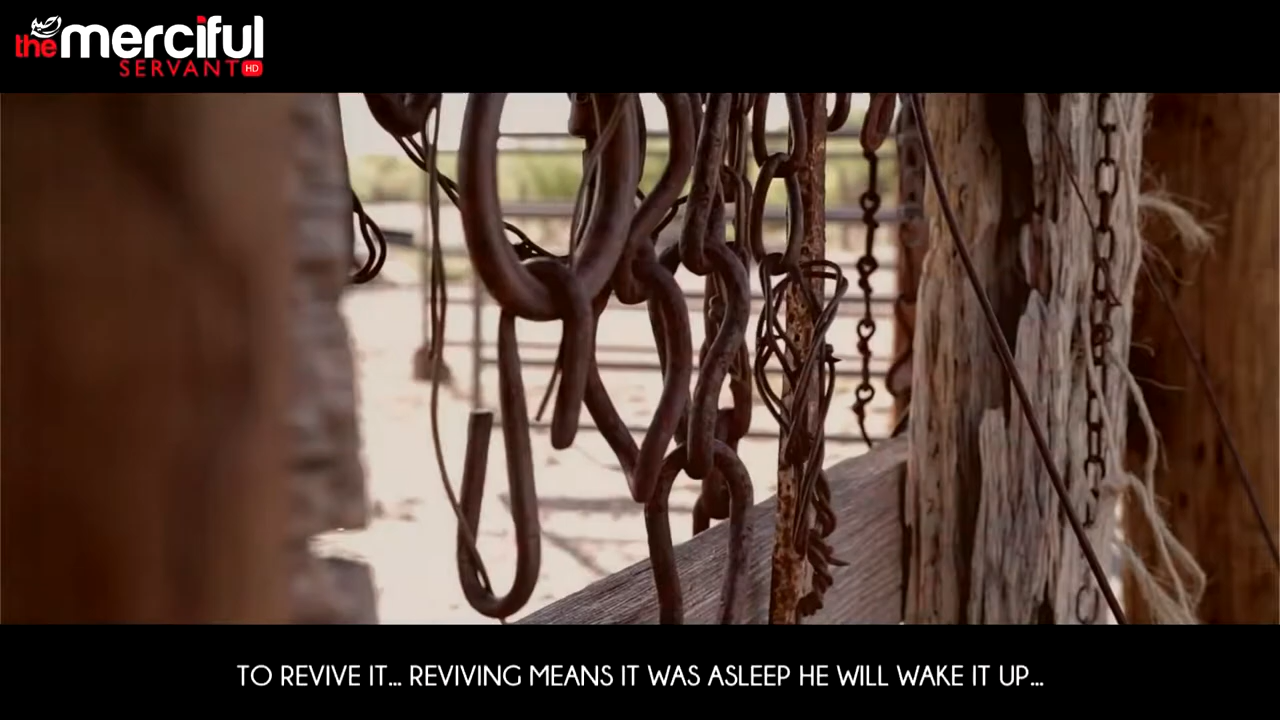 the merciful
SERVANT HD
TO REVIVE IT... REVIVING MEANS IT WAS ASLEEP HE WILL WAKE IT UP...